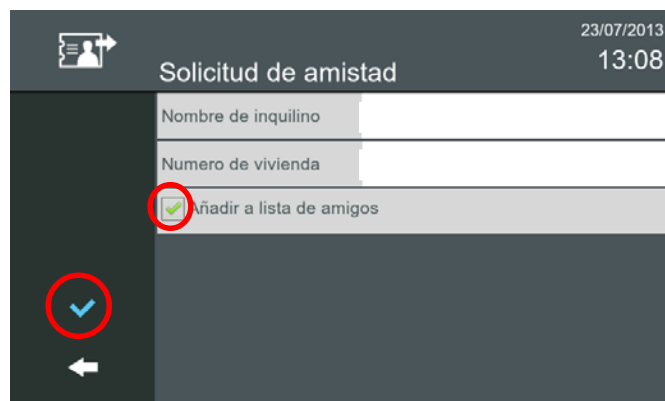 23/07/2013
Solicitud de amistad 13:08
Nombre de inquilino
Numero de vivienda
Añadir a lista de amigos